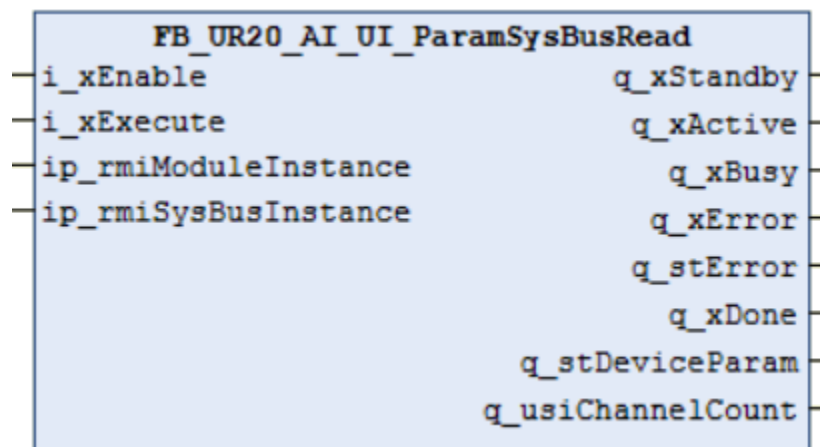 FB_UR20_AI_UI_ParamSysBusRead
i_xEnable q_xStandby
i_xExecute q_xActive
ip_rmiModuleInstance q_xBusy
ip_rmiSysBusInstance q_xError
q_stError
q_xDone
q_stDeviceParam
q_usiChannelCount